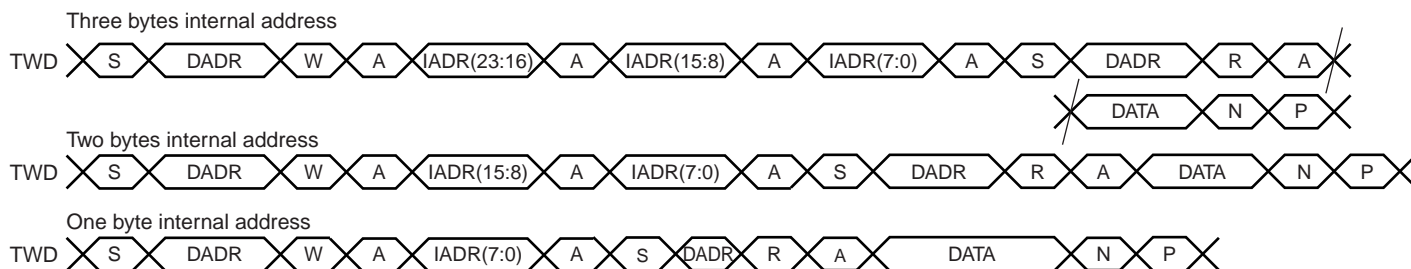 Three bytes internal address
TWD S DADR W A IADR(23:16) A IADR(15:8) A IADR(7:0) A S DADR R A
DATA N P
Two bytes internal address
TWD S DADR W A IADR(15:8) A IADR(7:0) A S DADR R A DATA N P
One byte internal address
TWD S DADR W A IADR(7:0) A S DADR R A DATA N P